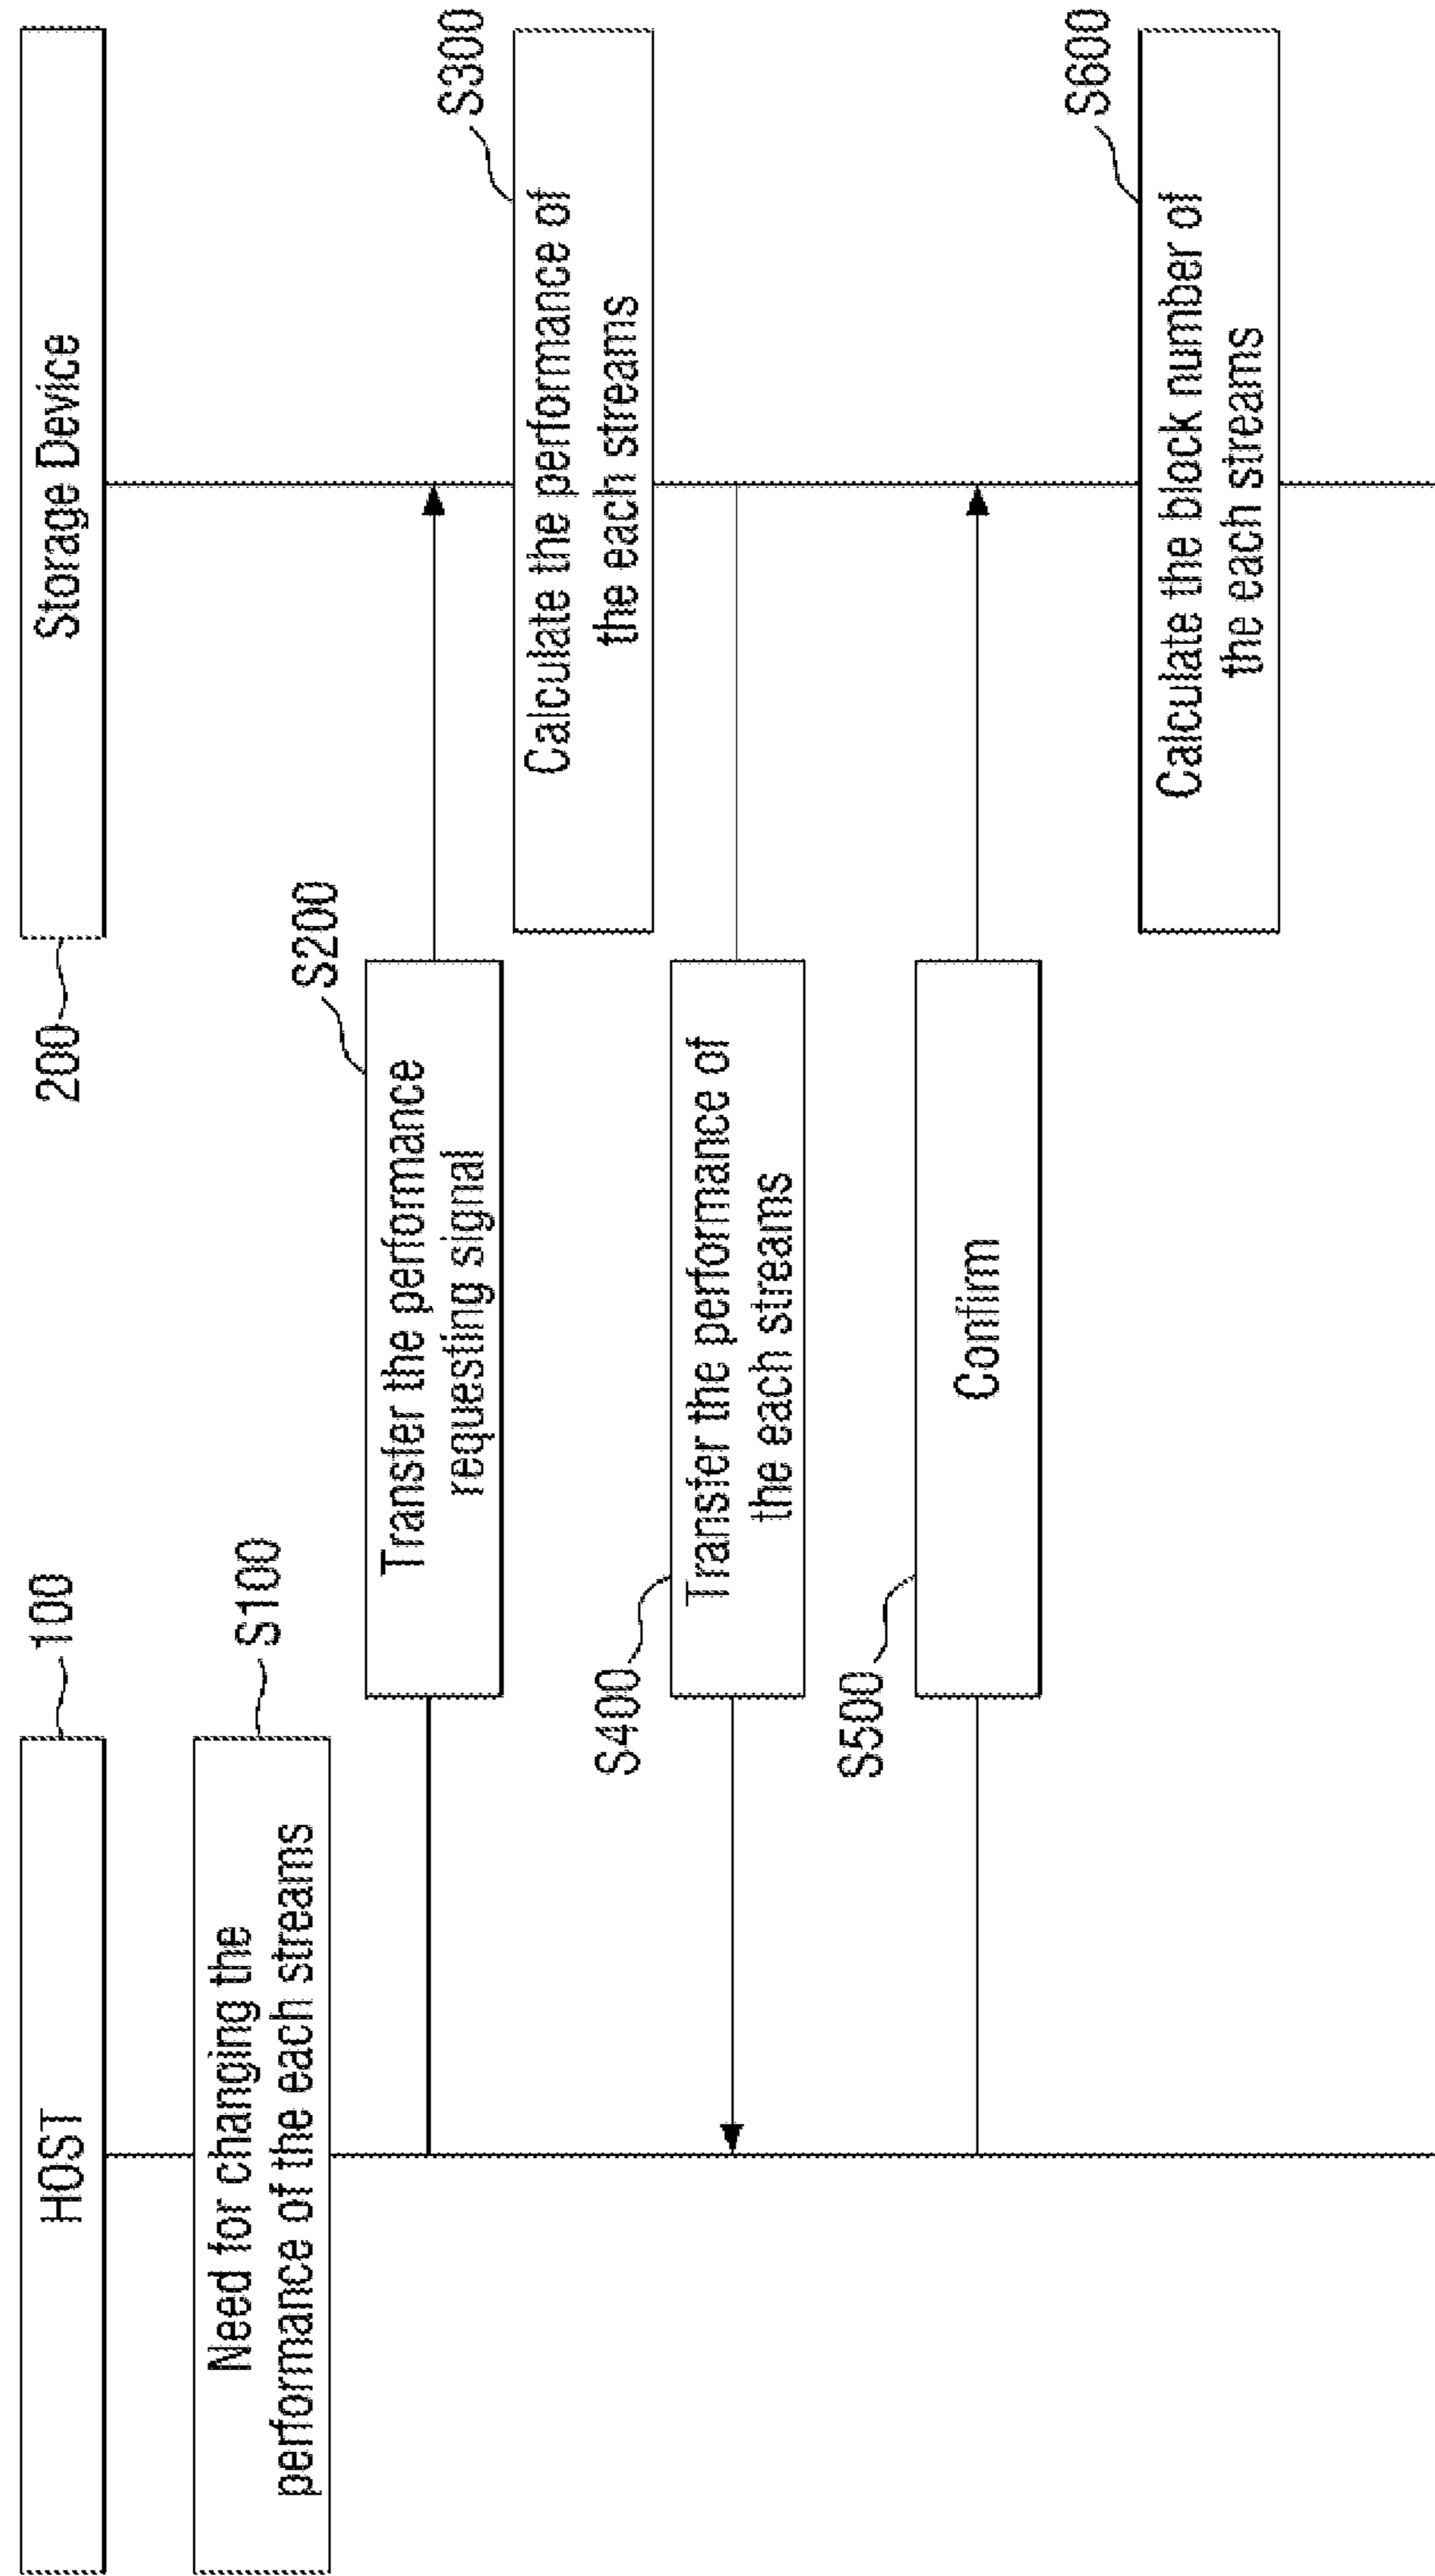 HOST
100
Storage Device
200
Need for changing the
performance of the each streams
S100
Transfer the performance
requesting signal
S200
Calculate the performance of
the each streams
S300
Transfer the performance of
the each streams
S400
Confirm
S500
Calculate the block number of
the each streams
S600